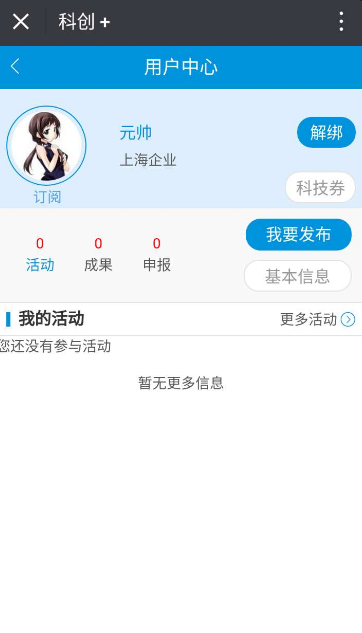 科创 +
用户中心
元帅
解绑
上海企业
科技券
订阅
0 0 0
我要发布
活动 成果 申报
基本信息
我的活动
更多活动
您还没有参与活动
暂无更多信息